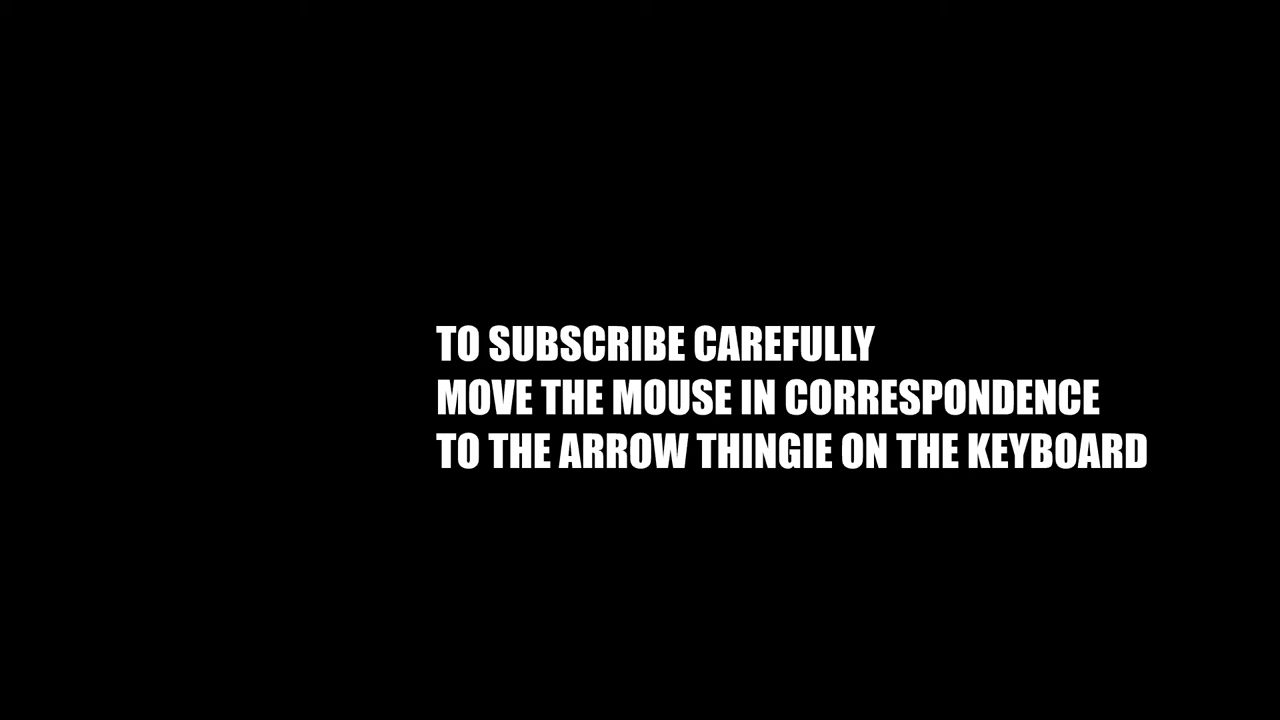 TO SUBSCRIBE CAREFULLY
MOVE THE MOUSE IN CORRESPONDENCE
TO THE ARROW THINGIE ON THE KEYBOARD